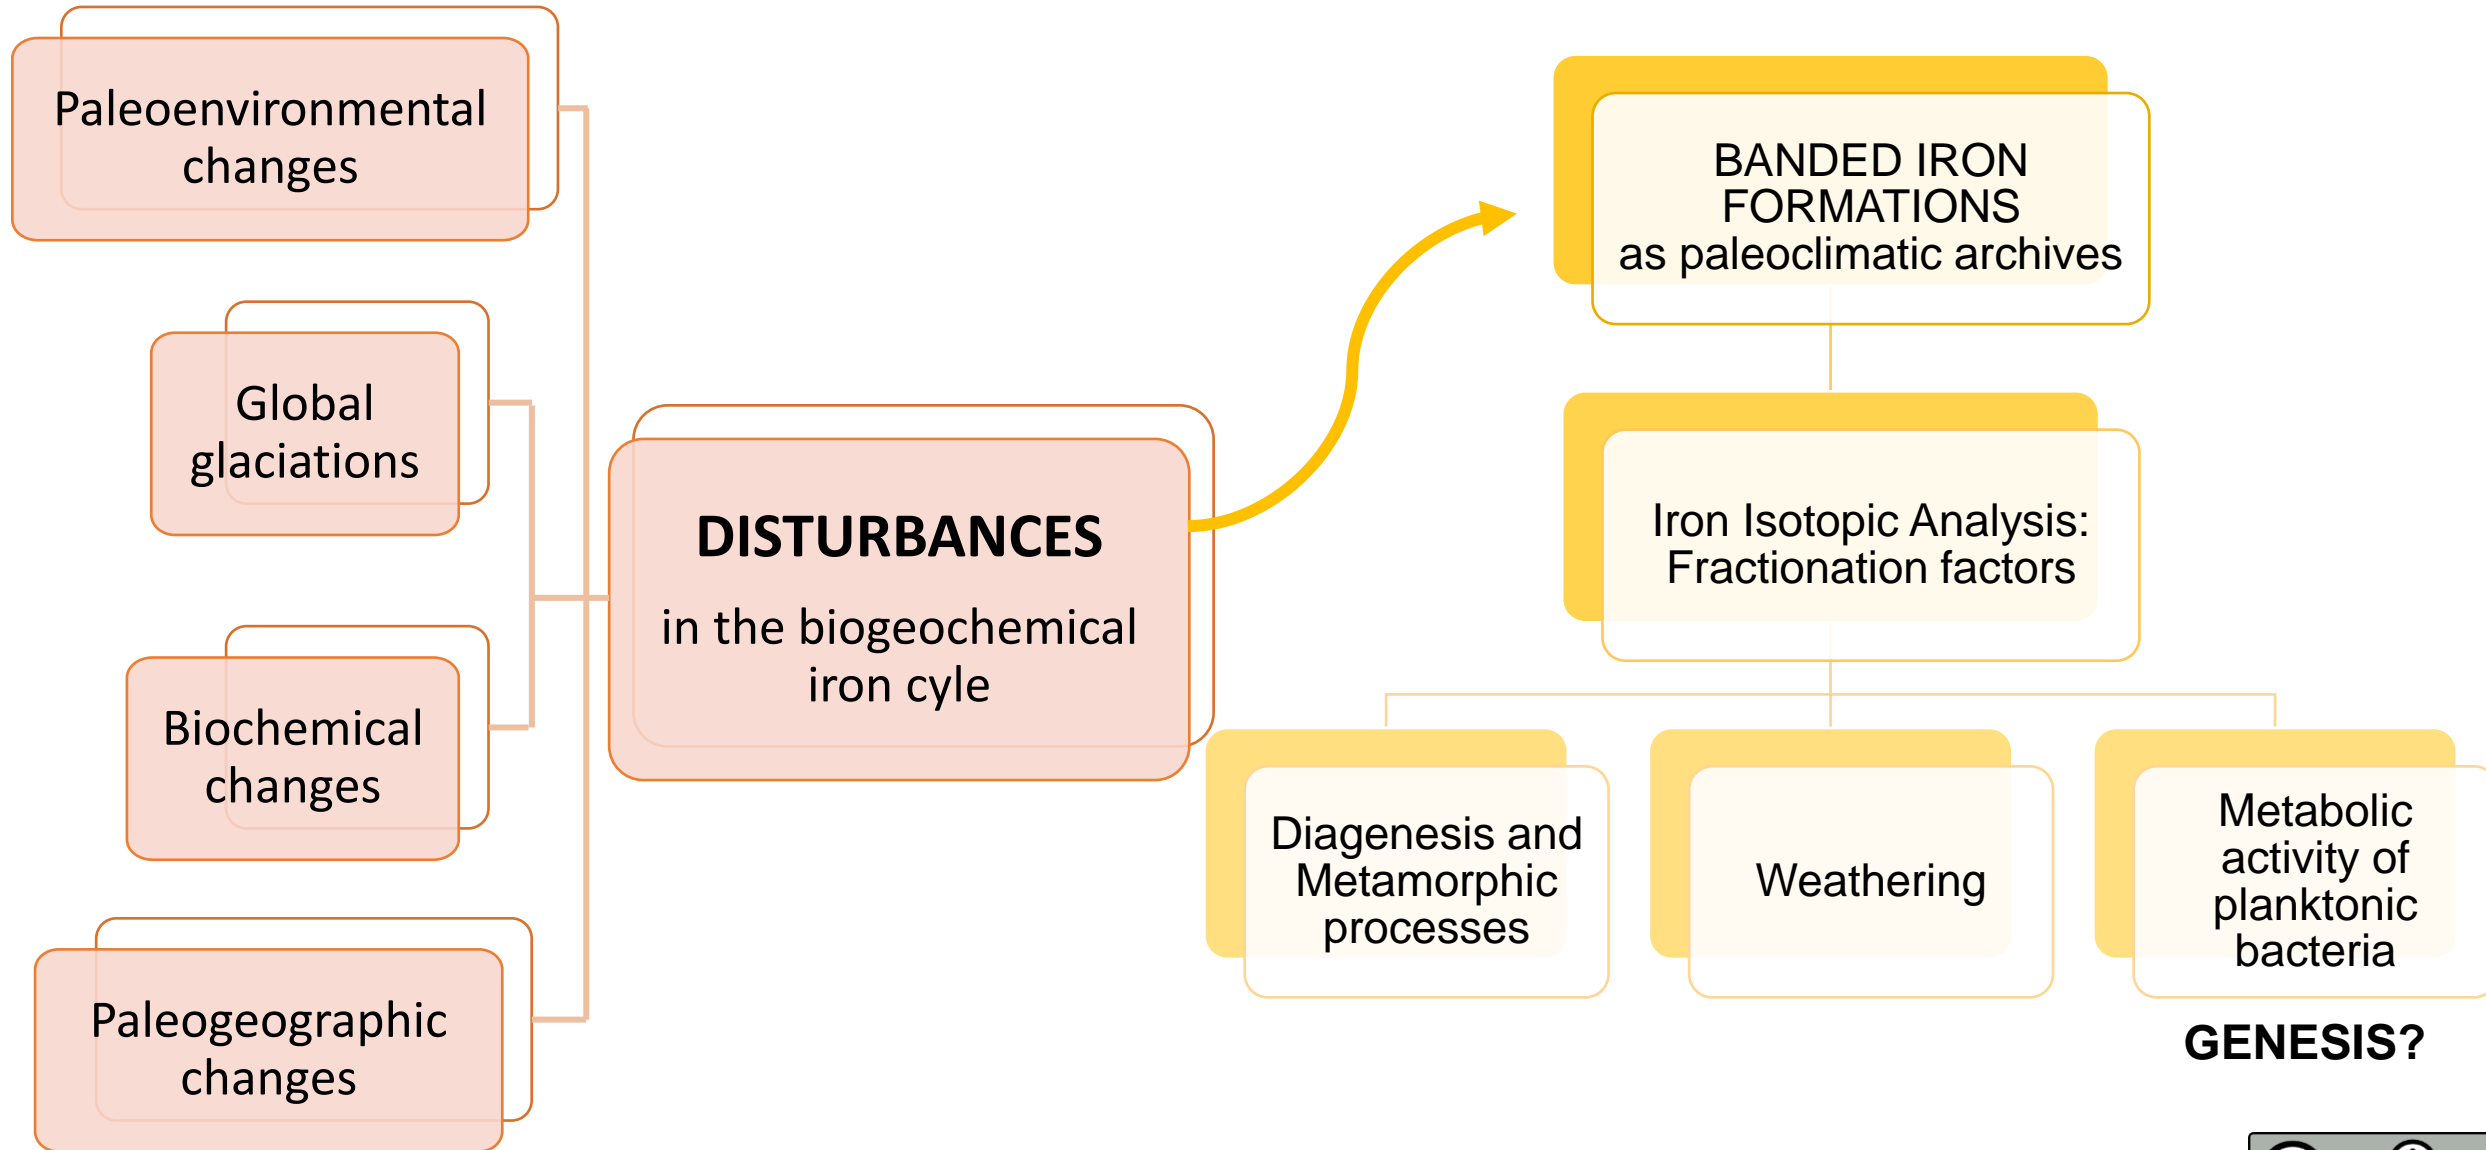 Paleoenvironmental
changes
Global
glaciations
Biochemical
changes
Paleogeographic
changes
DISTURBANCES
in the biogeochemical
iron cyle
BANDED IRON
FORMATIONS
as paleoclimatic archives
Iron Isotopic Analysis:
Fractionation factors
Diagenesis and
Metamorphic
processes
Weathering
Metabolic
activity of
planktonic
bacteria
GENESIS?